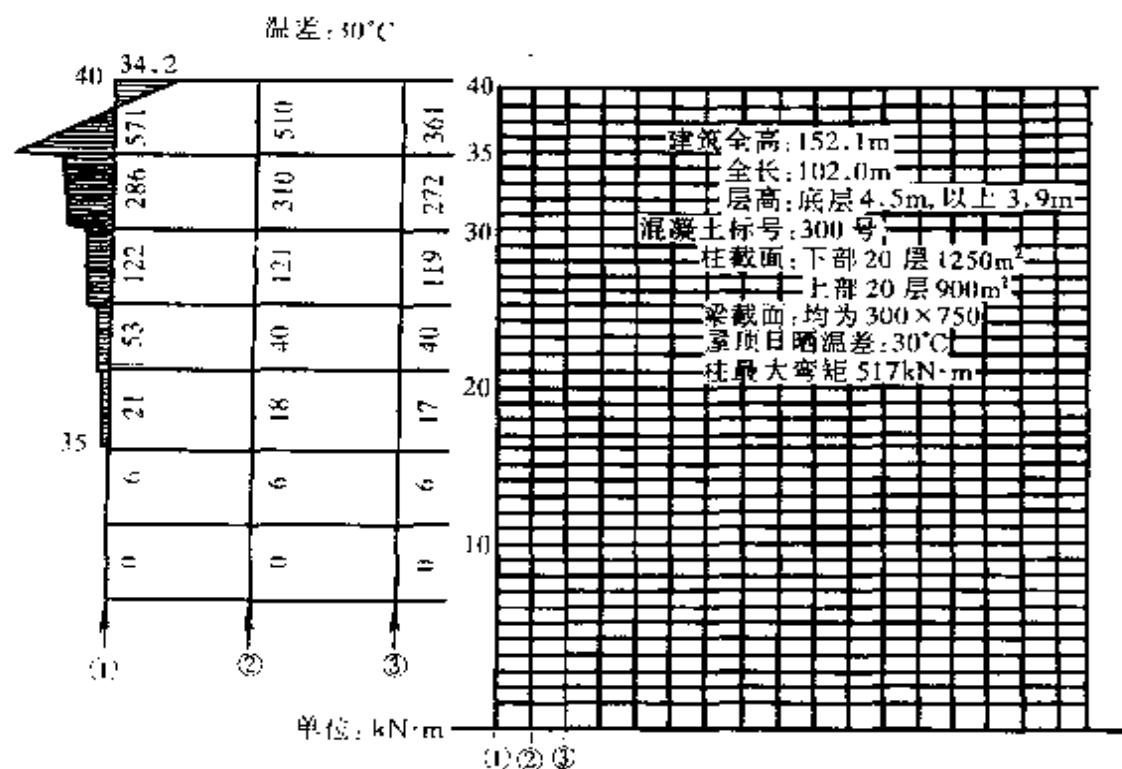 温差:30°C
40 34.2
571 510 361
286 310 272
122 121 119
53 40 40
21 18 17
35
6 6 6
0 0 0
① ② ③
单位:kN·m
40
35
30
20
10
建筑全高:152.1m
全长:102.0m
层高:底层4.5m,以上3.9m
混凝土标号:300号
柱截面:下部20层1250m²
上部20层900m²
梁截面:均为300×750
屋顶日晒温差:30°C
柱最大弯矩517kN·m
① ② ③